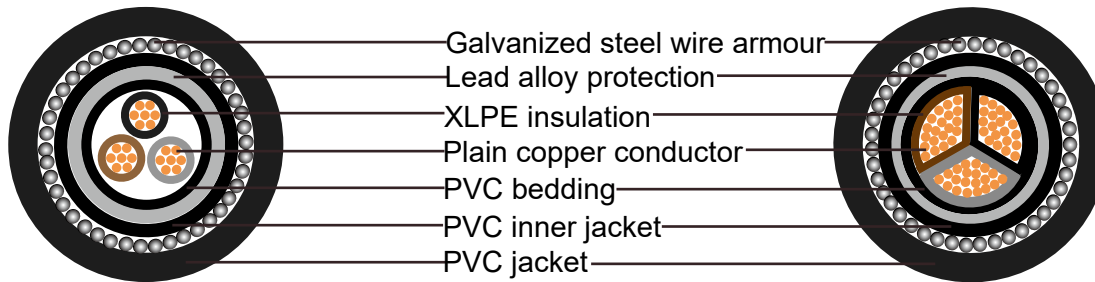 Galvanized steel wire armour
Lead alloy protection
XLPE insulation
Plain copper conductor
PVC bedding
PVC inner jacket
PVC jacket